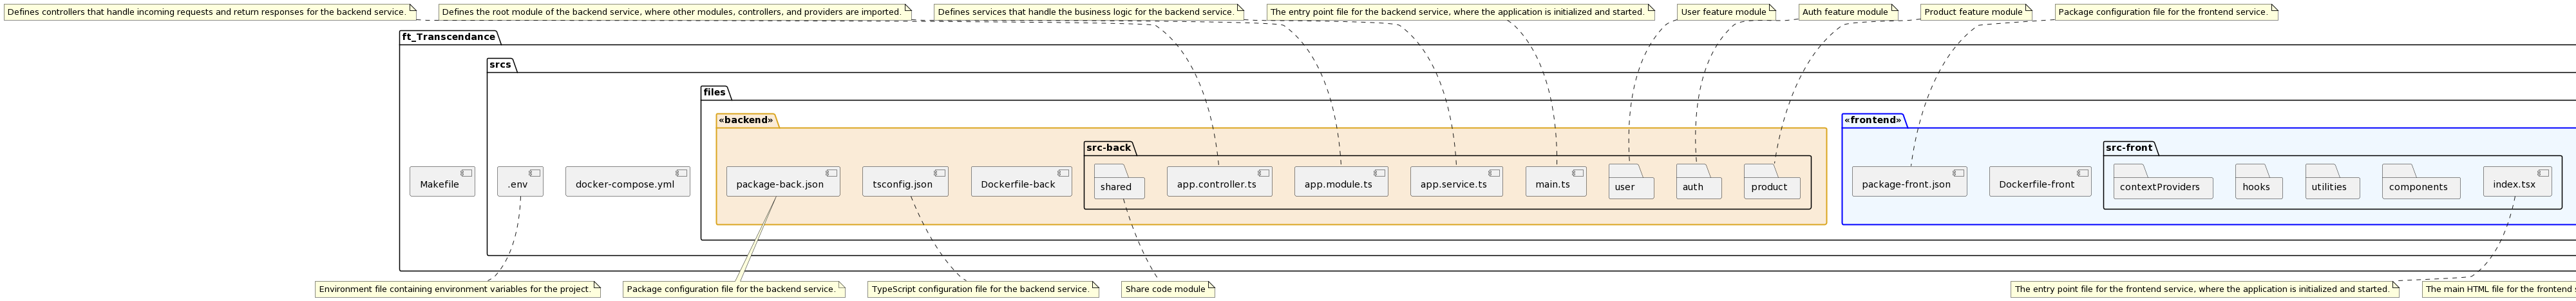 Defines controllers that handle incoming requests and return responses for the backend service.
Defines the root module of the backend service, where other modules, controllers, and providers are imported.
Defines services that handle the business logic for the backend service.
The entry point file for the backend service, where the application is initialized and started.
User feature module
Auth feature module
Product feature module
Package configuration file for the frontend service.
ft_Transcendance
srcs
files
«backend»
«frontend»
src-back
src-front
Makefile
.env
docker-compose.yml
package-back.json
tsconfig.json
Dockerfile-back
shared
app.controller.ts
app.module.ts
app.service.ts
main.ts
user
auth
product
package-front.json
Dockerfile-front
contextProviders
hooks
utilities
components
index.tsx
Environment file containing environment variables for the project.
Package configuration file for the backend service.
TypeScript configuration file for the backend service.
Share code module
The entry point file for the frontend service, where the application is initialized and started.
The main HTML file for the frontend